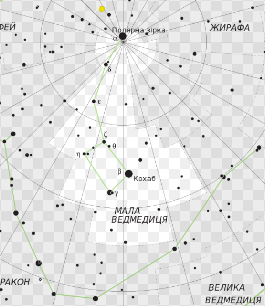 ФЕЙ
Полярна зірка
ЖИРАФА
α
δ
ε
ζ
η
θ
β
Кохаб
γ
МАЛА
ВЕДМЕДИЦЯ
РАКОН
ВЕЛИКА
ВЕДМЕДИЦЯ